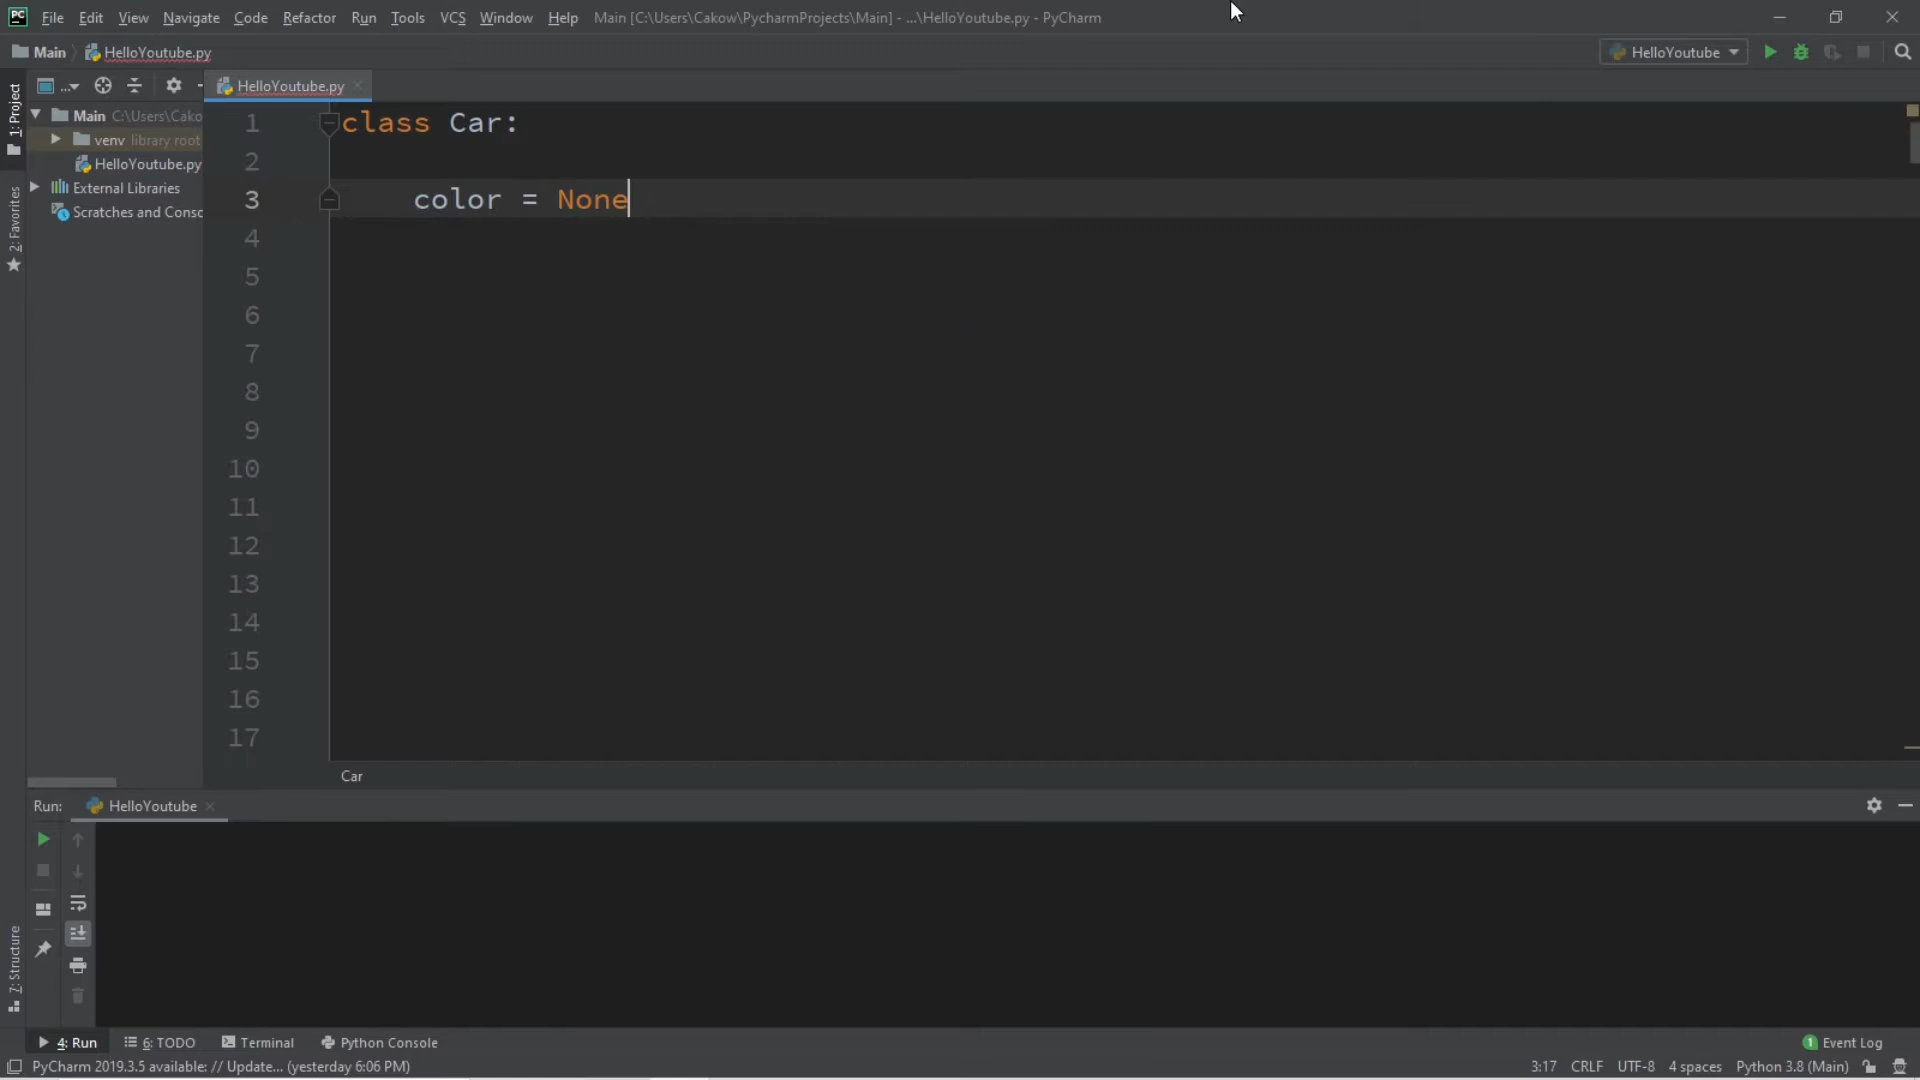 PC File Edit View Navigate Code Refactor Run Tools VCS Window Help Main [C:\Users\Cakow\PycharmProjects\Main] - ...\HelloYoutube.py - PyCharm
Main HelloYoutube.py HelloYoutube
... HelloYoutube.py
1: Project
2: Favorites
7: Structure
Main C:\Users\Cako
venv library root
HelloYoutube.py
External Libraries
Scratches and Consc
1 class Car:
2
3 color = None
4
5
6
7
8
9
10
11
12
13
14
15
16
17
Car
Run: HelloYoutube
4: Run 6: TODO Terminal Python Console 1 Event Log
PyCharm 2019.3.5 available: // Update... (yesterday 6:06 PM) 3:17 CRLF UTF-8 4 spaces Python 3.8 (Main)